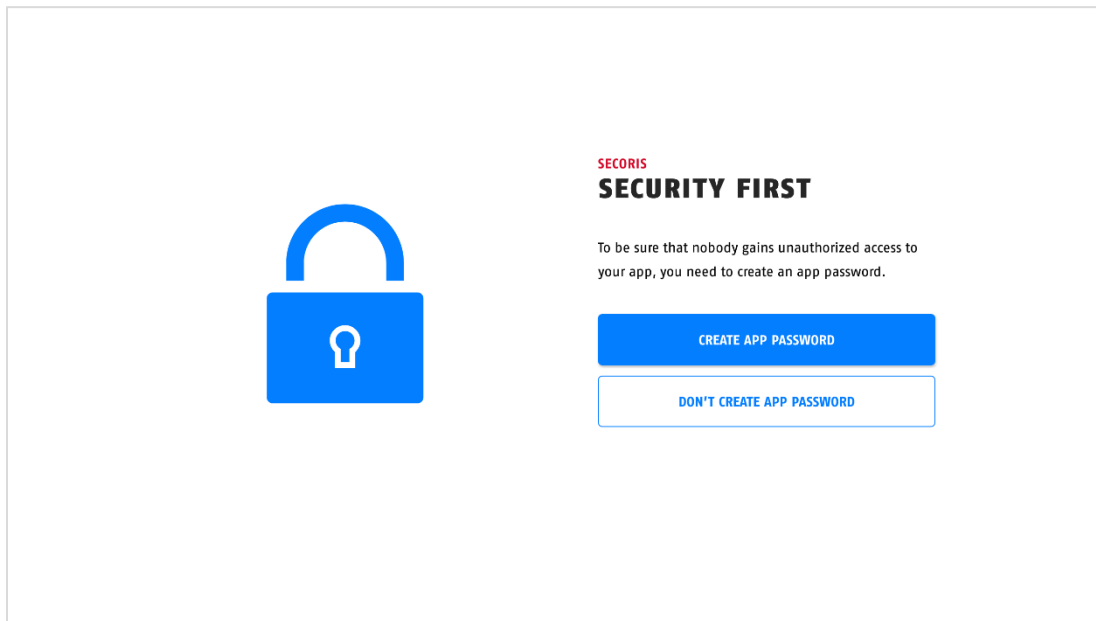 SECORIS
SECURITY FIRST
To be sure that nobody gains unauthorized access to
your app, you need to create an app password.
CREATE APP PASSWORD
DON'T CREATE APP PASSWORD